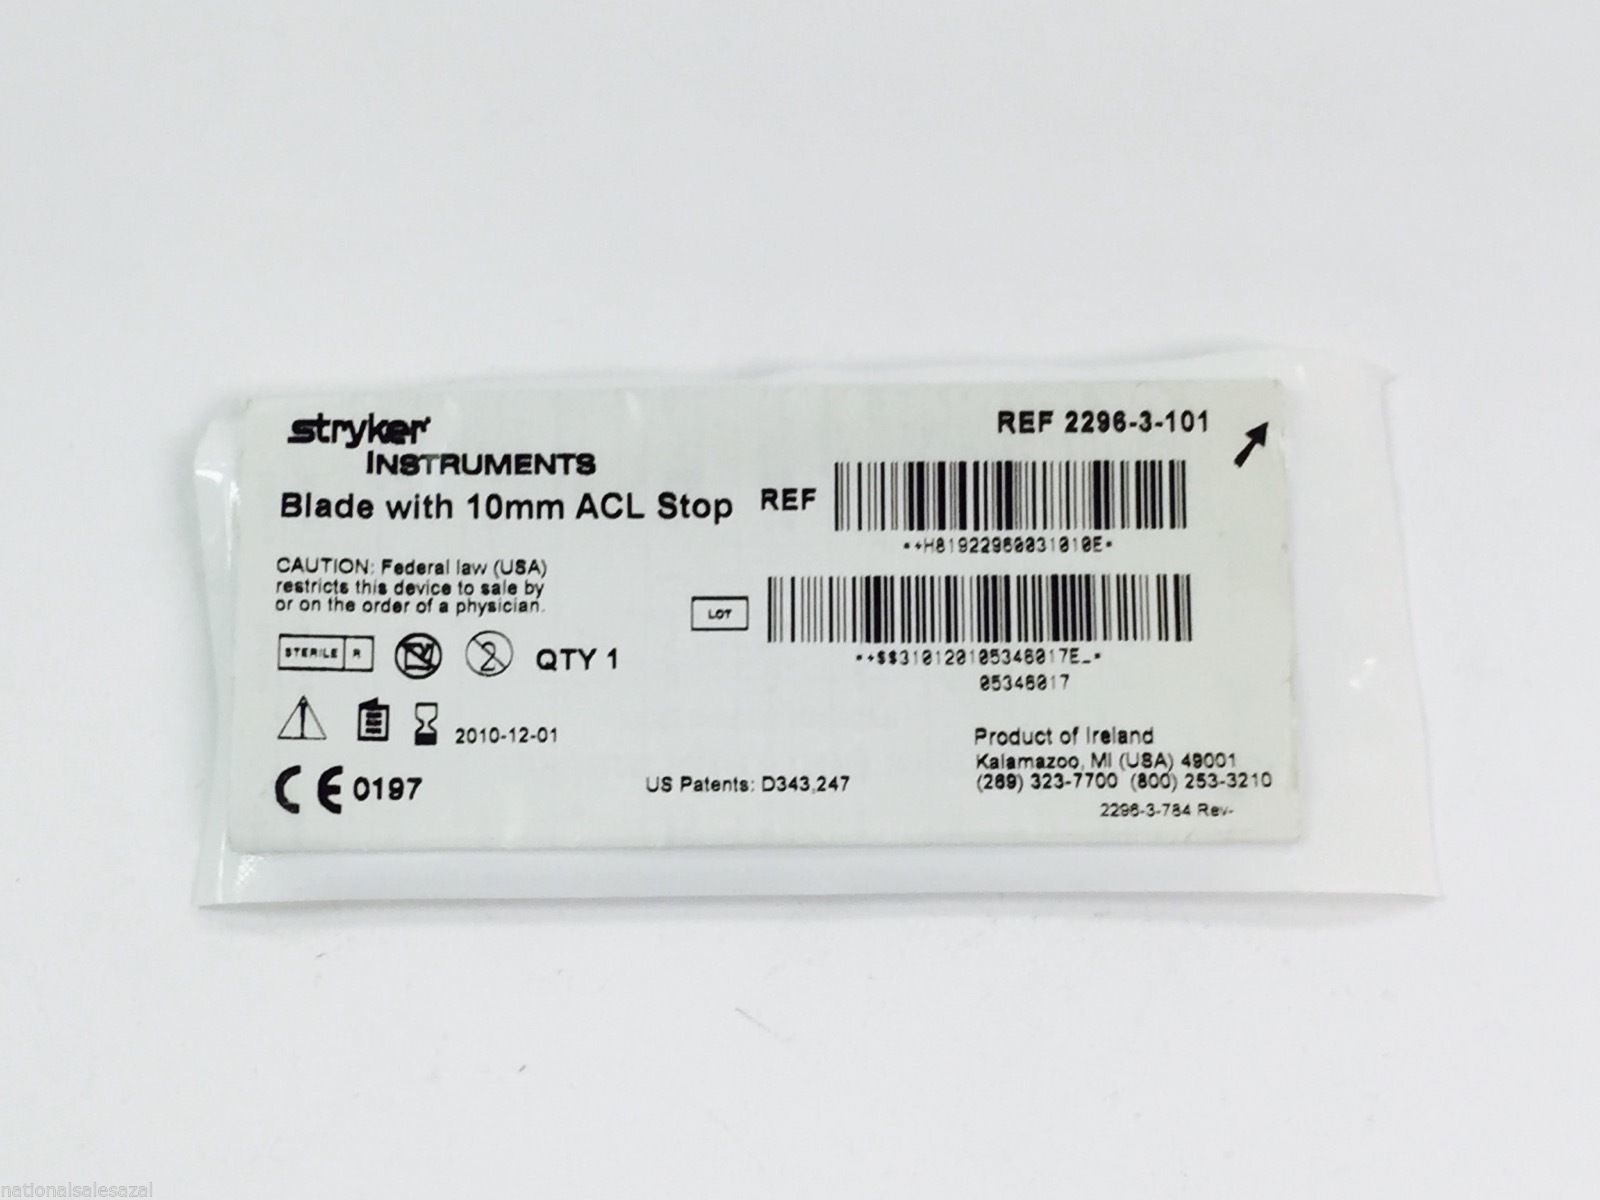 stryker
INSTRUMENTS
Blade with 10mm ACL Stop
REF 2296-3-101
REF
*+H81922960031010E*
CAUTION: Federal law (USA)
restricts this device to sale by
or on the order of a physician.
LOT
*+$$310120105346017E_*
05346017
STERILE R
2
QTY 1
2010-12-01
CE 0197
US Patents: D343,247
Product of Ireland
Kalamazoo, MI (USA) 49001
(269) 323-7700 (800) 253-3210
2296-3-784 Rev-
nationalsalesazal